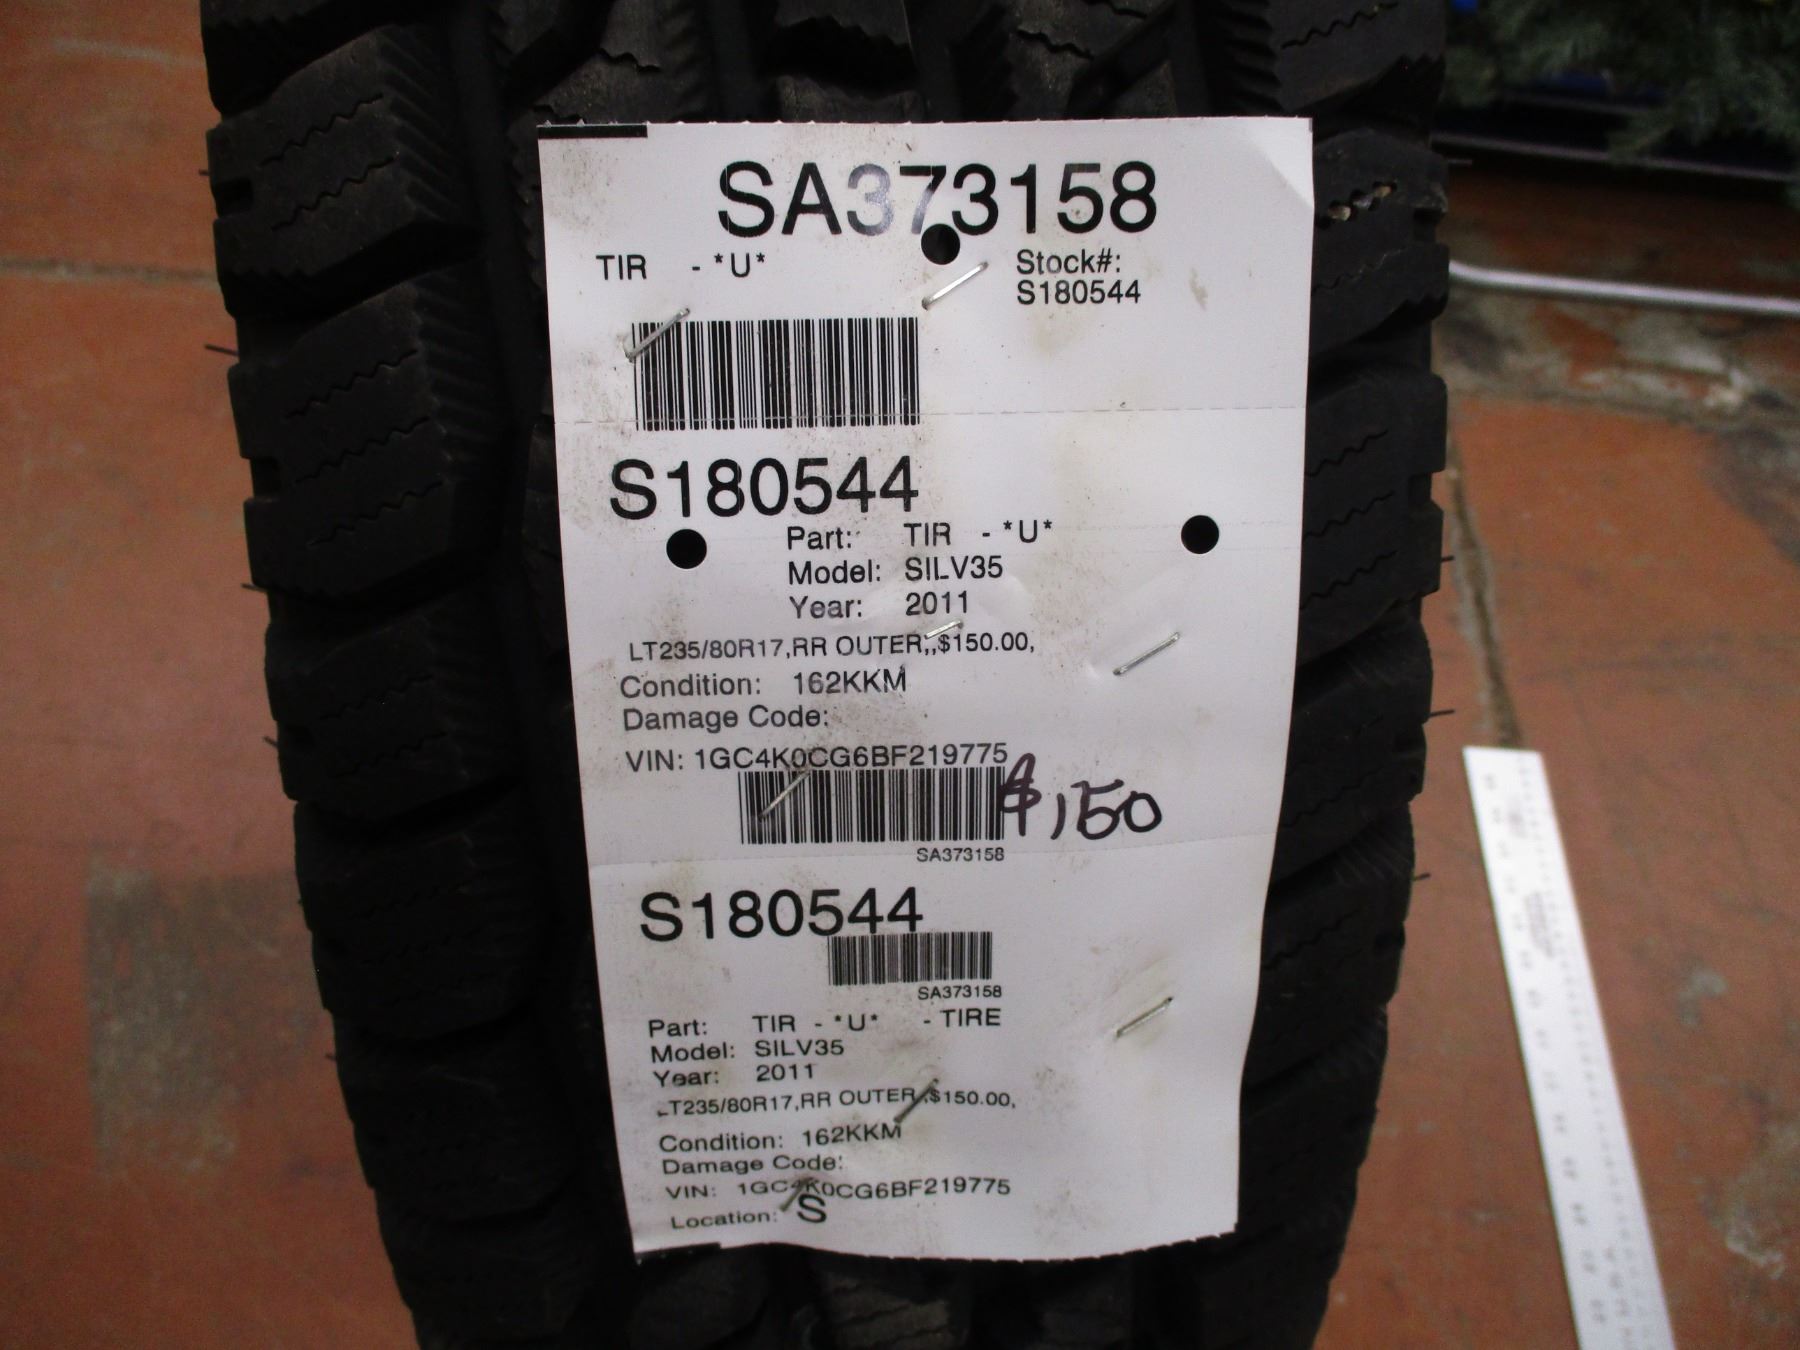 SA373158
TIR - *U*
Stock#:
S180544
S180544
Part: TIR - *U*
Model: SILV35
Year: 2011
LT235/80R17,RR OUTER,,$150.00,
Condition: 162KKM
Damage Code:
VIN: 1GC4K0CG6BF219775
$150
SA373158
S180544
SA373158
Part: TIR - *U* - TIRE
Model: SILV35
Year: 2011
LT235/80R17,RR OUTER,,$150.00,
Condition: 162KKM
Damage Code:
VIN: 1GC4K0CG6BF219775
Location: S